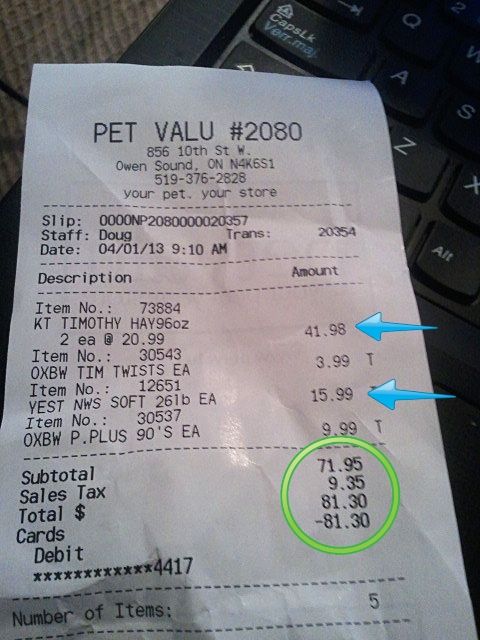 PET VALU #2080
856 10th St W.
Owen Sound, ON N4K6S1
519-376-2828
your pet. your store
Slip: 0000NP2080000020357
Staff: Doug Trans: 20354
Date: 04/01/13 9:10 AM
Description Amount
Item No.: 73884
KT TIMOTHY HAY96oz 41.98
2 ea @ 20.99
Item No.: 30543 3.99 T
OXBW TIM TWISTS EA
Item No.: 12651 15.99
YEST NWS SOFT 26lb EA
Item No.: 30537 9.99 T
OXBW P.PLUS 90'S EA
Subtotal 71.95
Sales Tax 9.35
Total $ 81.30
Cards -81.30
Debit
************4417
Number of Items: 5
CapsLk
Verr.maj
Q
2
A
S
Z
X
Alt